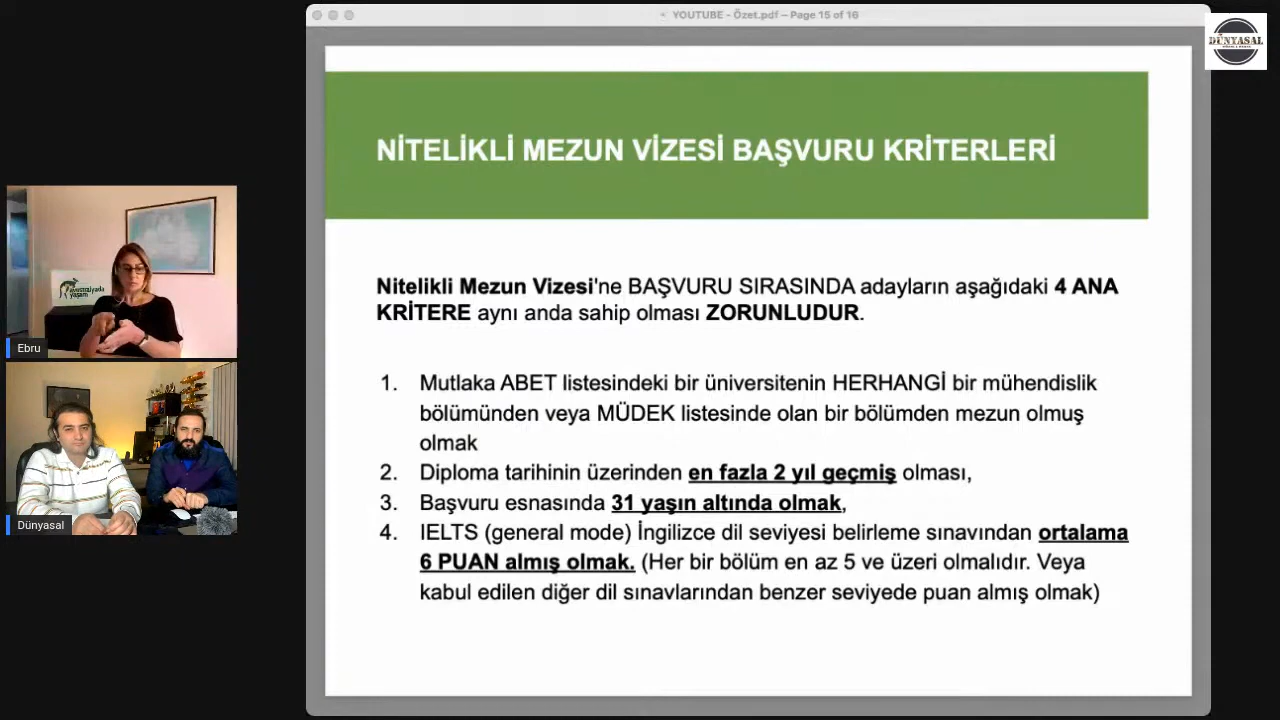 YOUTUBE - Özet.pdf – Page 15 of 16
DÜNYASAL
NİTELİKLİ MEZUN VİZESİ BAŞVURU KRİTERLERİ
Nitelikli Mezun Vizesi'ne BAŞVURU SIRASINDA adayların aşağıdaki 4 ANA
KRİTERE aynı anda sahip olması ZORUNLUDUR.
1. Mutlaka ABET listesindeki bir üniversitenin HERHANGİ bir mühendislik
bölümünden veya MÜDEK listesinde olan bir bölümden mezun olmuş
olmak
2. Diploma tarihinin üzerinden en fazla 2 yıl geçmiş olması,
3. Başvuru esnasında 31 yaşın altında olmak,
4. IELTS (general mode) İngilizce dil seviyesi belirleme sınavından ortalama
6 PUAN almış olmak. (Her bir bölüm en az 5 ve üzeri olmalıdır. Veya
kabul edilen diğer dil sınavlarından benzer seviyede puan almış olmak)
avustralyada
yaşam
Ebru
Dünyasal